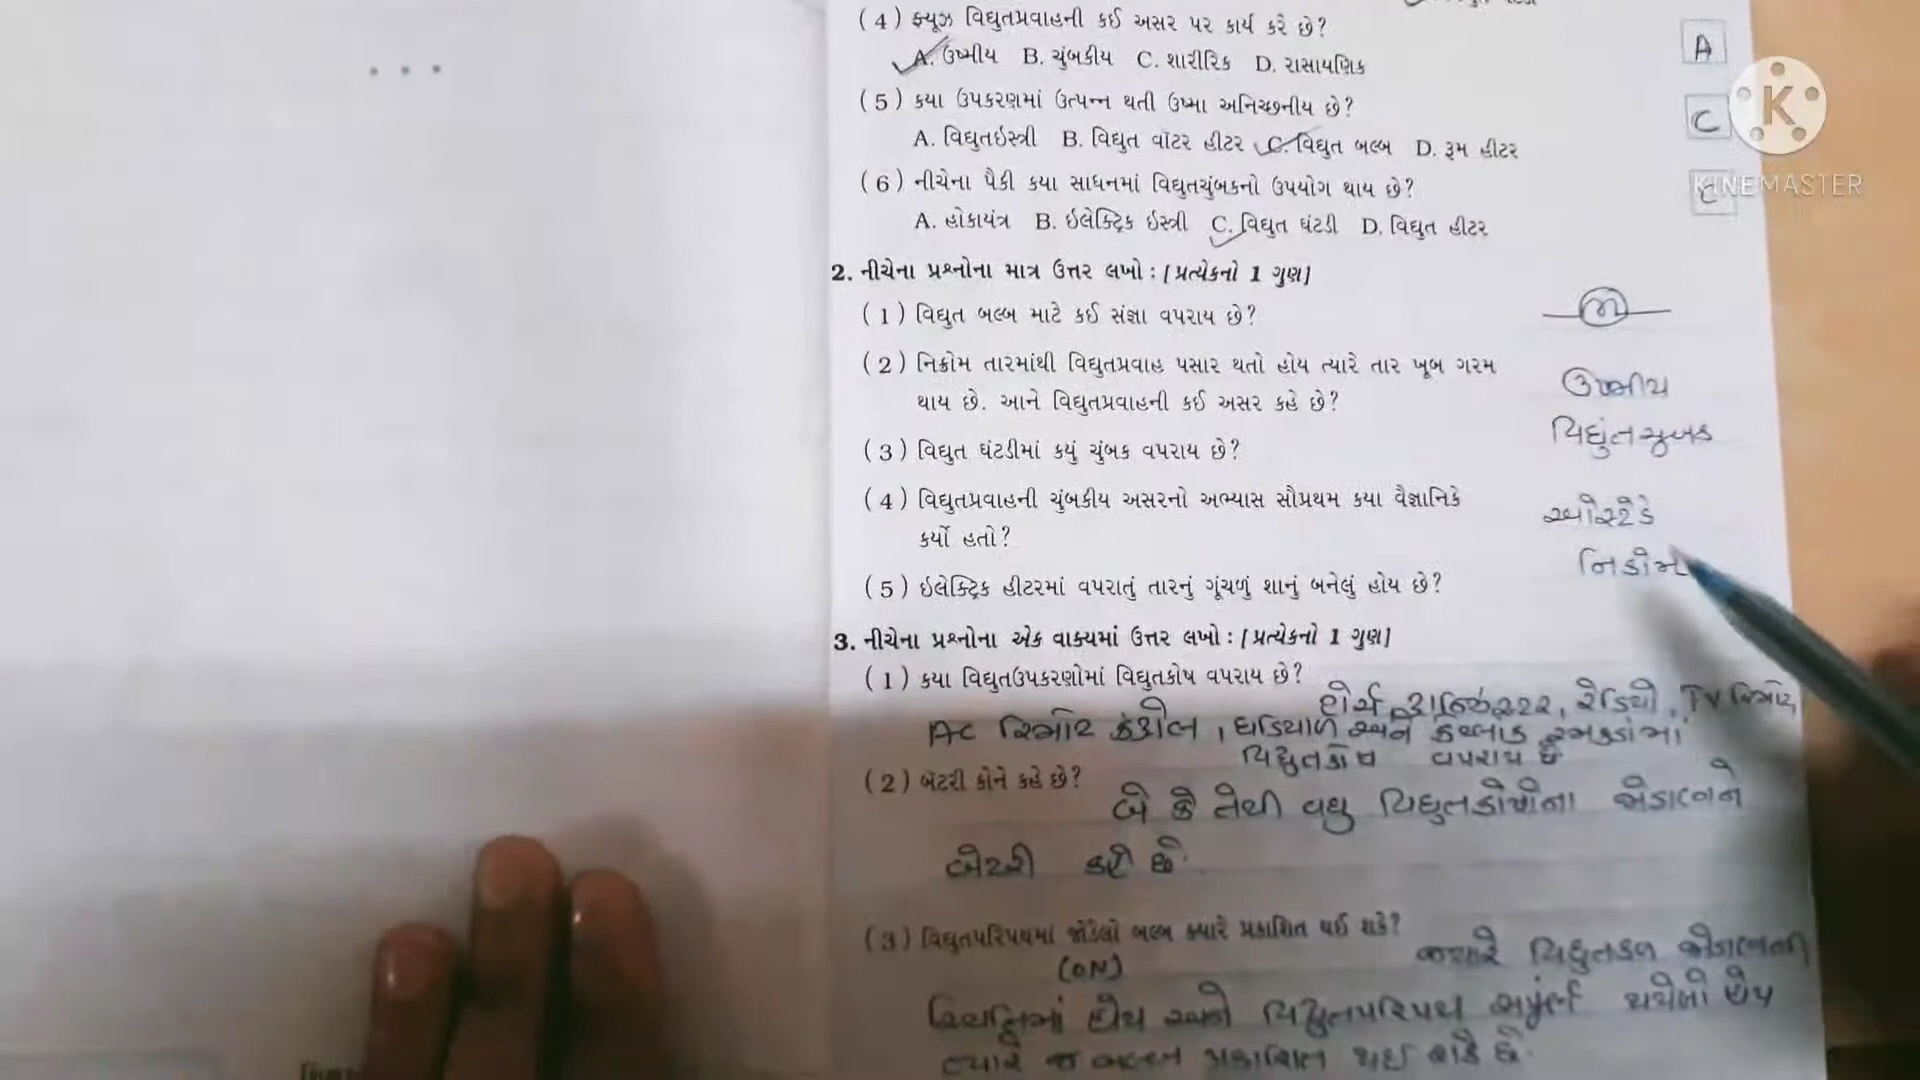 (4) ફ્યૂઝ વિદ્યુતપ્રવાહની કઈ અસર પર કાર્ય કરે છે?
A. ઉષ્મીય B. ચુંબકીય C. શારીરિક D. રાસાયણિક
A
(5) કયા ઉપકરણમાં ઉત્પન્ન થતી ઉષ્મા અનિચ્છનીય છે?
C
A. વિદ્યુતઇસ્ત્રી B. વિદ્યુત વૉટર હીટર C. વિદ્યુત બલ્બ D. રૂમ હીટર
K
(6) નીચેના પૈકી કયા સાધનમાં વિદ્યુતચુંબકનો ઉપયોગ થાય છે?
KINEMASTER
A. હોકાયંત્ર B. ઇલેક્ટ્રિક ઇસ્ત્રી C. વિદ્યુત ઘંટડી D. વિદ્યુત હીટર
2. નીચેના પ્રશ્નોના માત્ર ઉત્તર લખો : [પ્રત્યેકનો 1 ગુણ]
(1) વિદ્યુત બલ્બ માટે કઈ સંજ્ઞા વપરાય છે?
(2) નિક્રોમ તારમાંથી વિદ્યુતપ્રવાહ પસાર થતો હોય ત્યારે તાર ખૂબ ગરમ
થાય છે. આને વિદ્યુતપ્રવાહની કઈ અસર કહે છે?
ઉષ્મીય
(3) વિદ્યુત ઘંટડીમાં કયું ચુંબક વપરાય છે?
વિદ્યુતચુંબક
(4) વિદ્યુતપ્રવાહની ચુંબકીય અસરનો અભ્યાસ સૌપ્રથમ કયા વૈજ્ઞાનિકે
કર્યો હતો?
ઓસ્ટેડે
(5) ઇલેક્ટ્રિક હીટરમાં વપરાતું તારનું ગૂંચળું શાનું બનેલું હોય છે?
3. નીચેના પ્રશ્નોના એક વાક્યમાં ઉત્તર લખો : [પ્રત્યેકનો 1 ગુણ]
(1) કયા વિદ્યુતઉપકરણોમાં વિદ્યુતકોષ વપરાય છે?
ટોર્ચ, રેડિયો, TV રિમોટ,
AC રિમોટ કંટ્રોલ, ઘડિયાળ અને કેટલાક રમકડાંમાં
વિદ્યુતકોષ વપરાય છે
(2) બૅટરી કોને કહે છે?
બે કે તેથી વધુ વિદ્યુતકોષોના જોડાણને
બેટરી કહે છે.
(3) વિદ્યુતપરિપથમાં જોડેલો બલ્બ ક્યારે પ્રકાશિત થઈ શકે?
જ્યારે વિદ્યુતકળ જોડાણની
(ON)
સ્થિતિમાં હોય અને વિદ્યુતપરિપથ સંપૂર્ણ થયેલો હોય
ત્યારે જ બલ્બ પ્રકાશિત થઈ શકે છે.